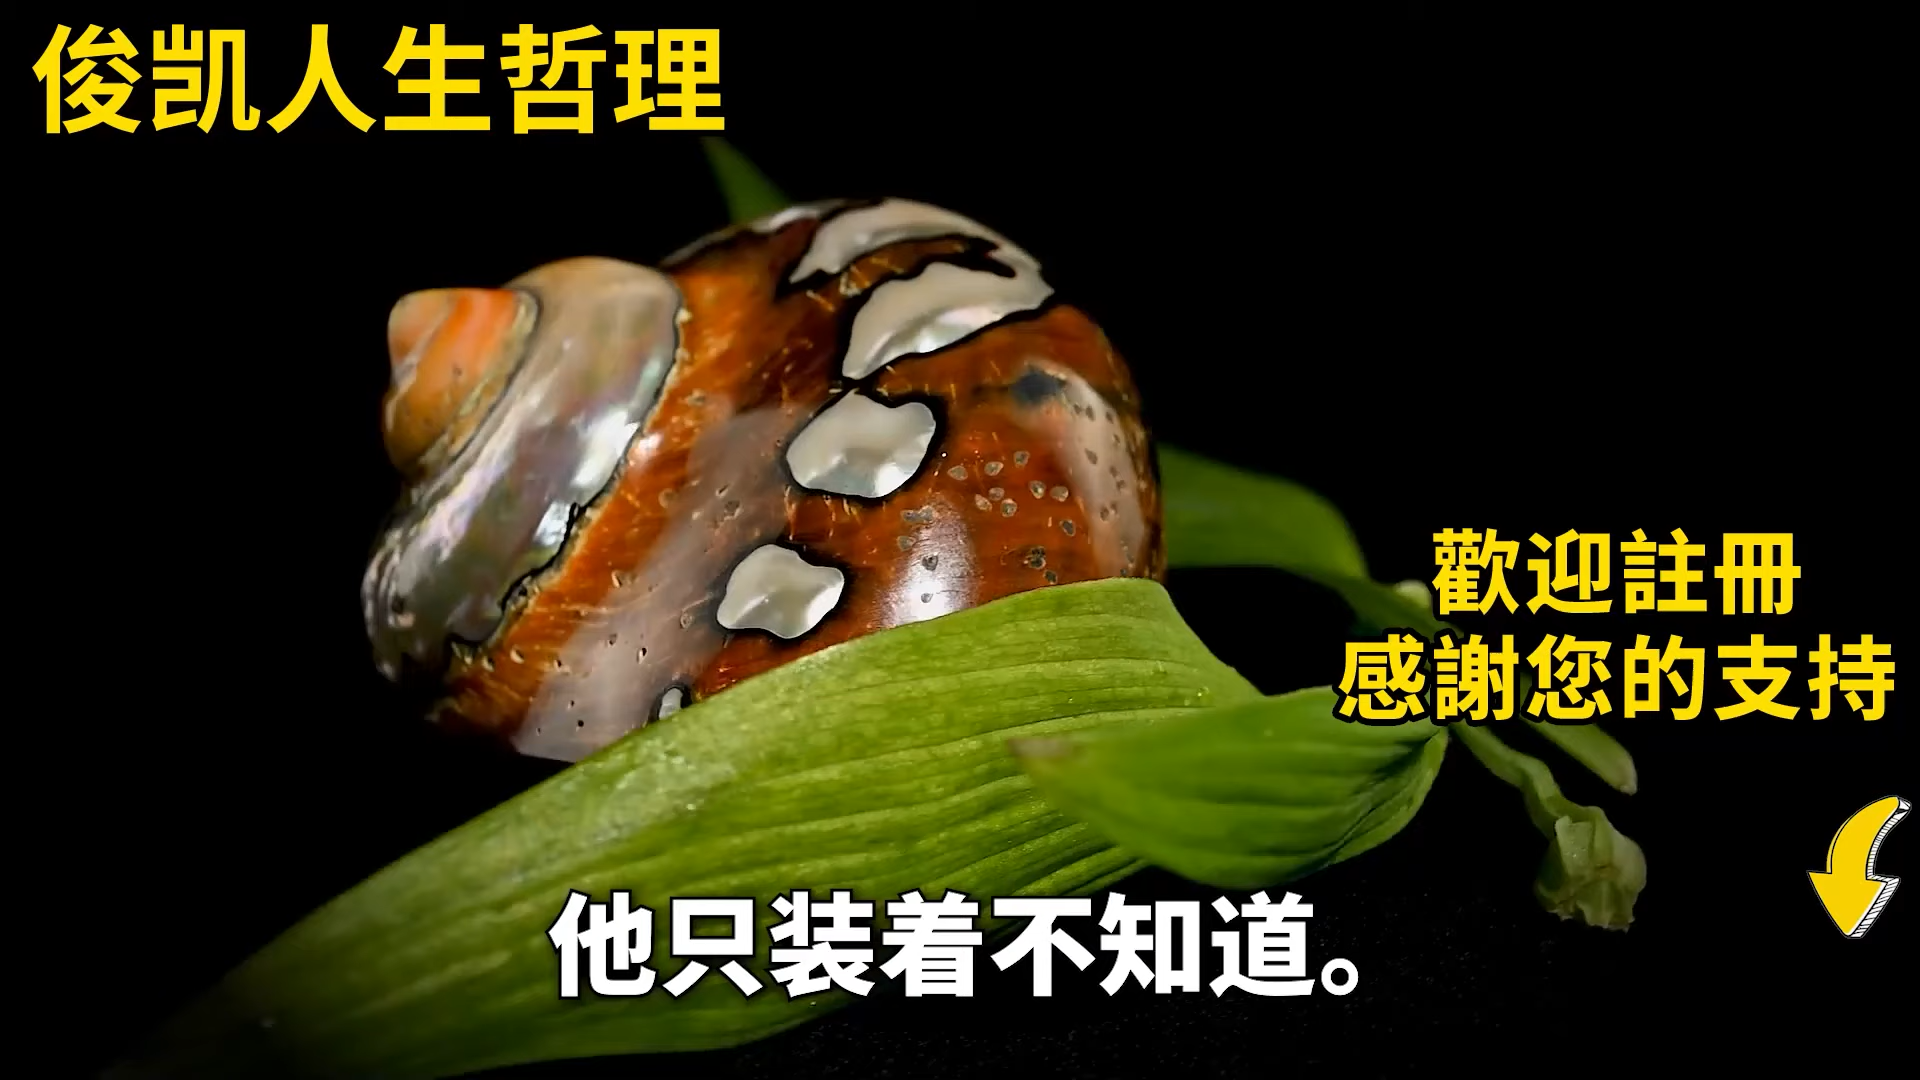 俊凯人生哲理
歡迎註冊
感謝您的支持
他只装着不知道。